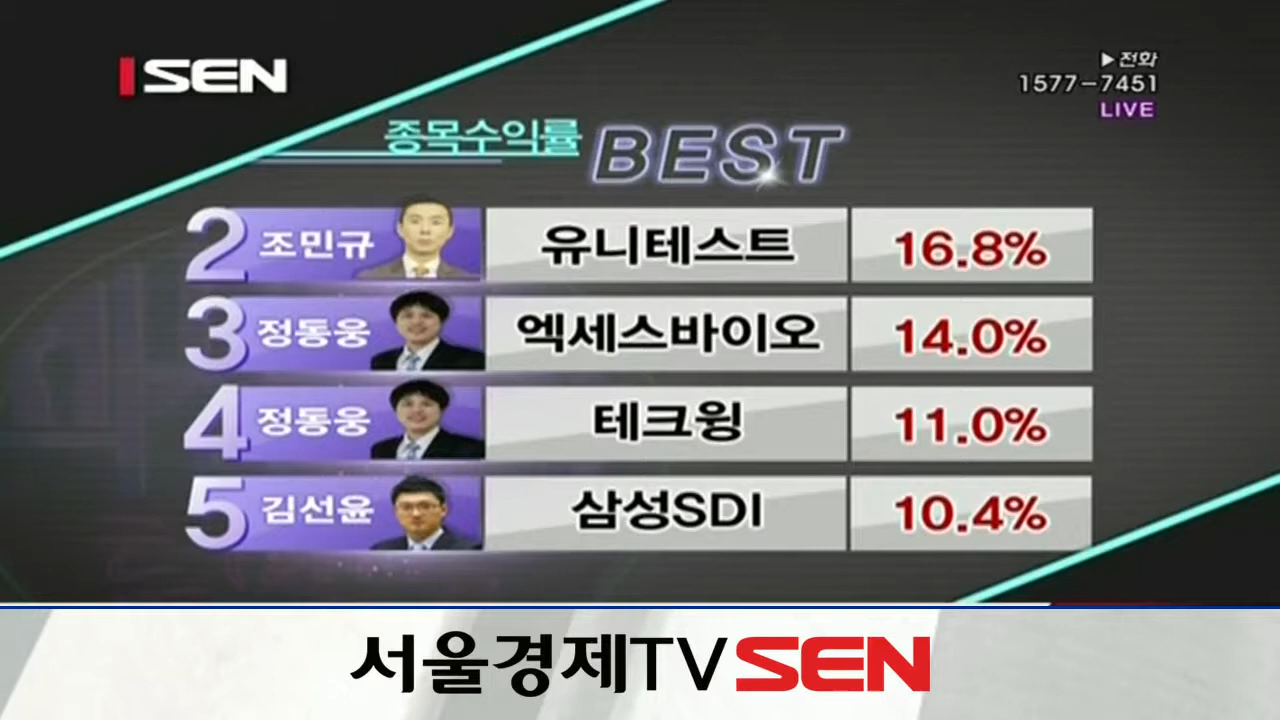 SEN
▶전화
1577-7451
LIVE
종목수익률 BEST
2 조민규 유니테스트 16.8%
3 정동웅 엑세스바이오 14.0%
4 정동웅 테크윙 11.0%
5 김선윤 삼성SDI 10.4%
서울경제TV SEN